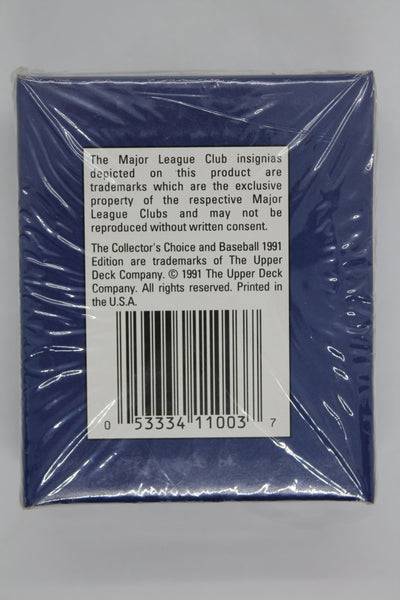 The Major League Club insignias
depicted on this product are
trademarks which are the exclusive
property of the respective Major
League Clubs and may not be
reproduced without written consent.
The Collector's Choice and Baseball 1991
Edition are trademarks of The Upper
Deck Company. © 1991 The Upper Deck
Company. All rights reserved. Printed in
the U.S.A.
0 53334 11003 7